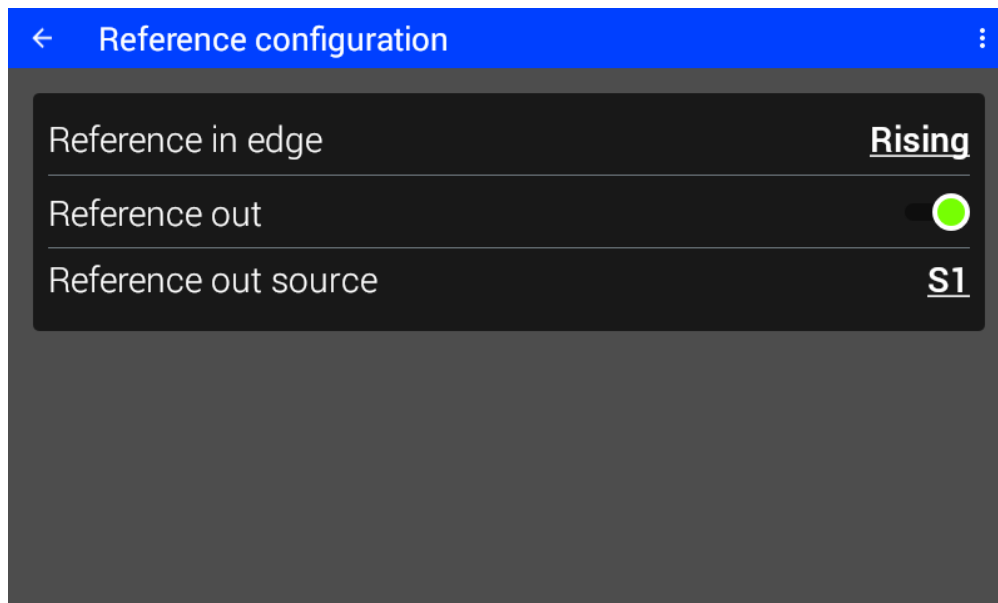 Reference configuration
Reference in edge Rising
Reference out
Reference out source S1